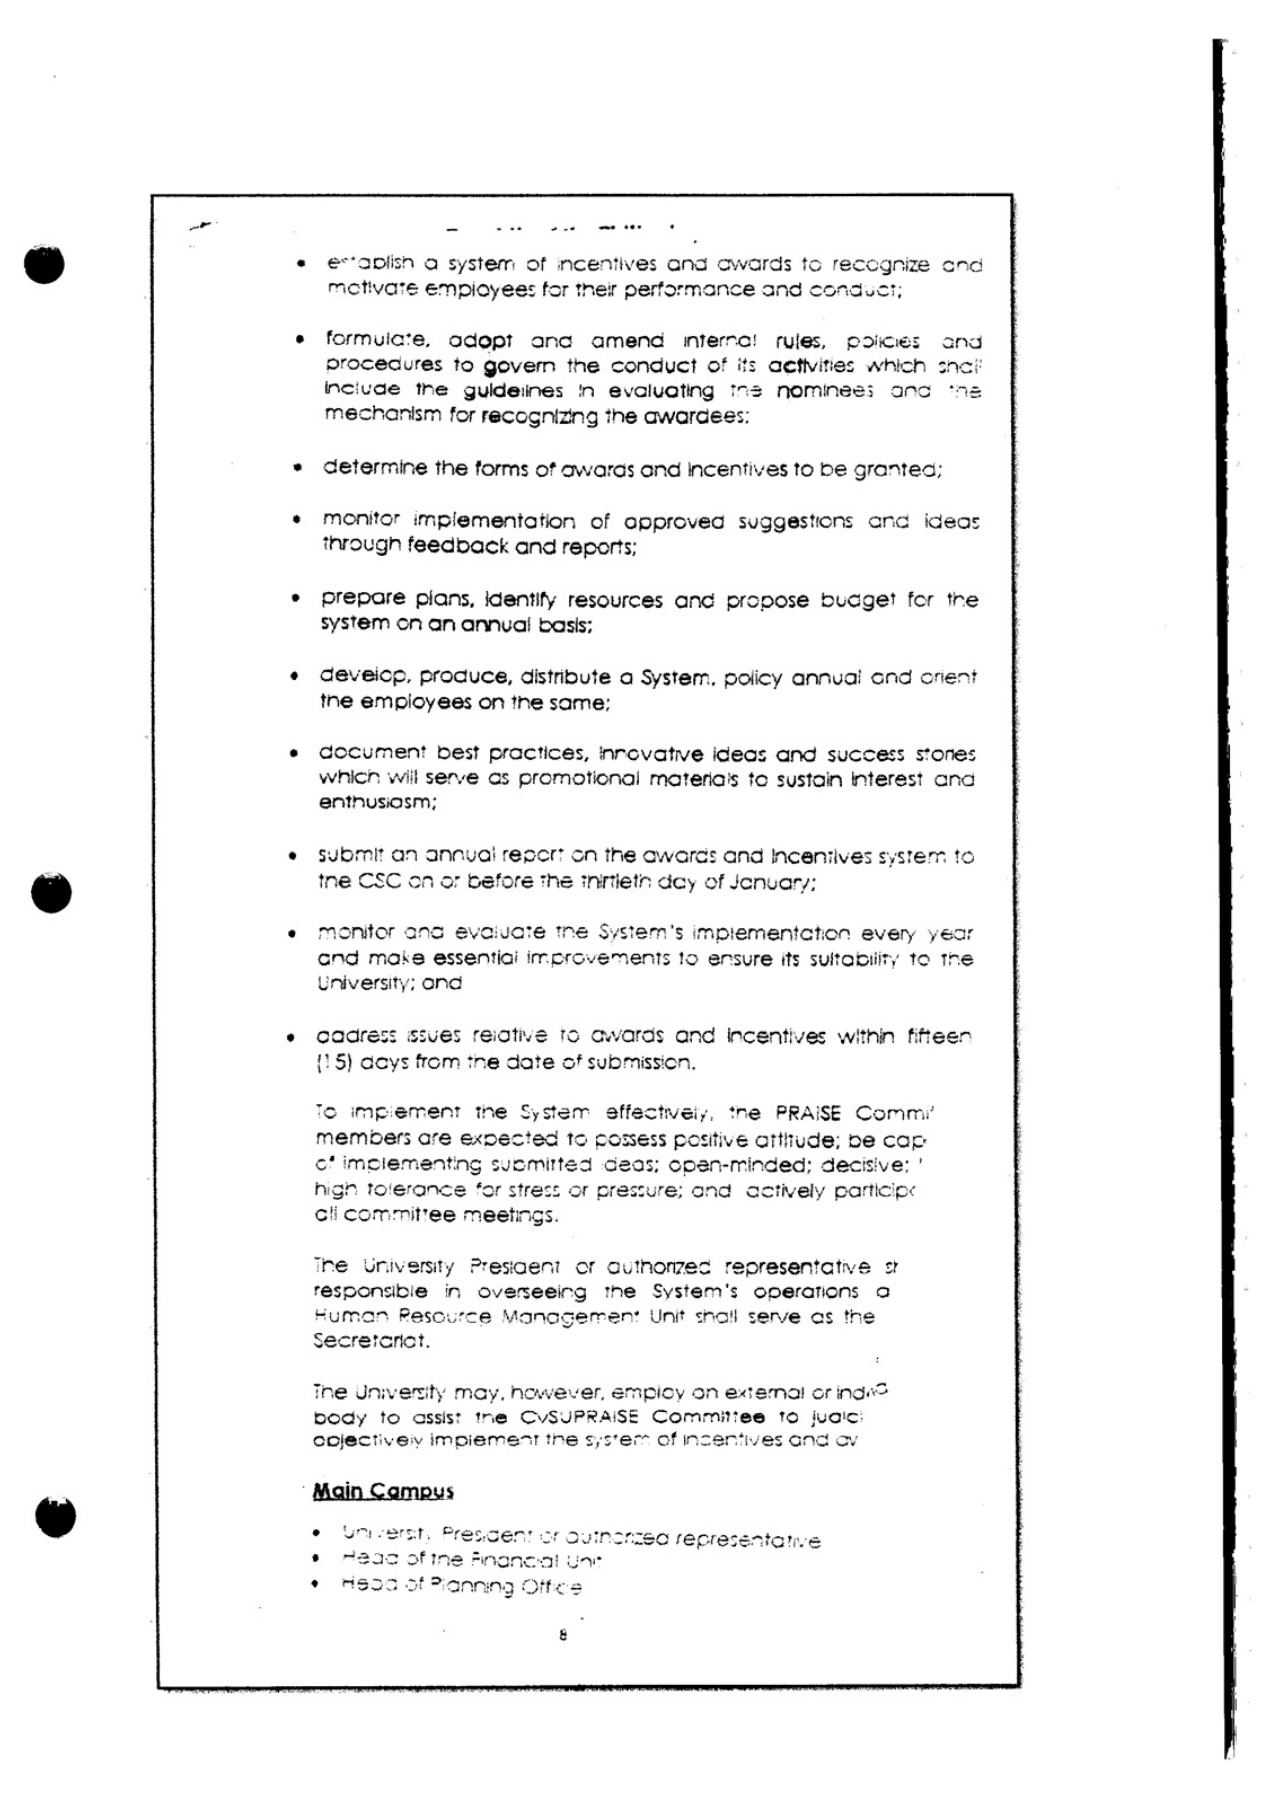 • establish a system of incentives and awards to recognize and
motivate employees for their performance and conduct;
• formulate, adopt and amend internal rules, policies and
procedures to govern the conduct of its activities which shall
include the guidelines in evaluating the nominees and the
mechanism for recognizing the awardees;
• determine the forms of awards and incentives to be granted;
• monitor implementation of approved suggestions and ideas
through feedback and reports;
• prepare plans, identify resources and propose budget for the
system on an annual basis;
• develop, produce, distribute a System, policy annual and orient
the employees on the same;
• document best practices, innovative ideas and success stories
which will serve as promotional materials to sustain interest and
enthusiasm;
• submit an annual report on the awards and incentives system to
the CSC on or before the thirtieth day of January;
• monitor and evaluate the System's implementation every year
and make essential improvements to ensure its suitability to the
University; and
• address issues relative to awards and incentives within fifteen
(15) days from the date of submission.
To implement the System effectively, the PRAISE Commi
members are expected to possess positive attitude; be cap
of implementing submitted ideas; open-minded; decisive;
high tolerance for stress or pressure; and actively particip
all committee meetings.
The University President or authorized representative s
responsible in overseeing the System's operations a
Human Resource Management Unit shall serve as the
Secretariat.
The University may, however, employ an external or ind
body to assist the CvSUPRAISE Committee to judici
objectively implement the system of incentives and aw
Main Campus
• University President or authorized representative
• Head of the Financial Unit
• Head of Planning Office
8